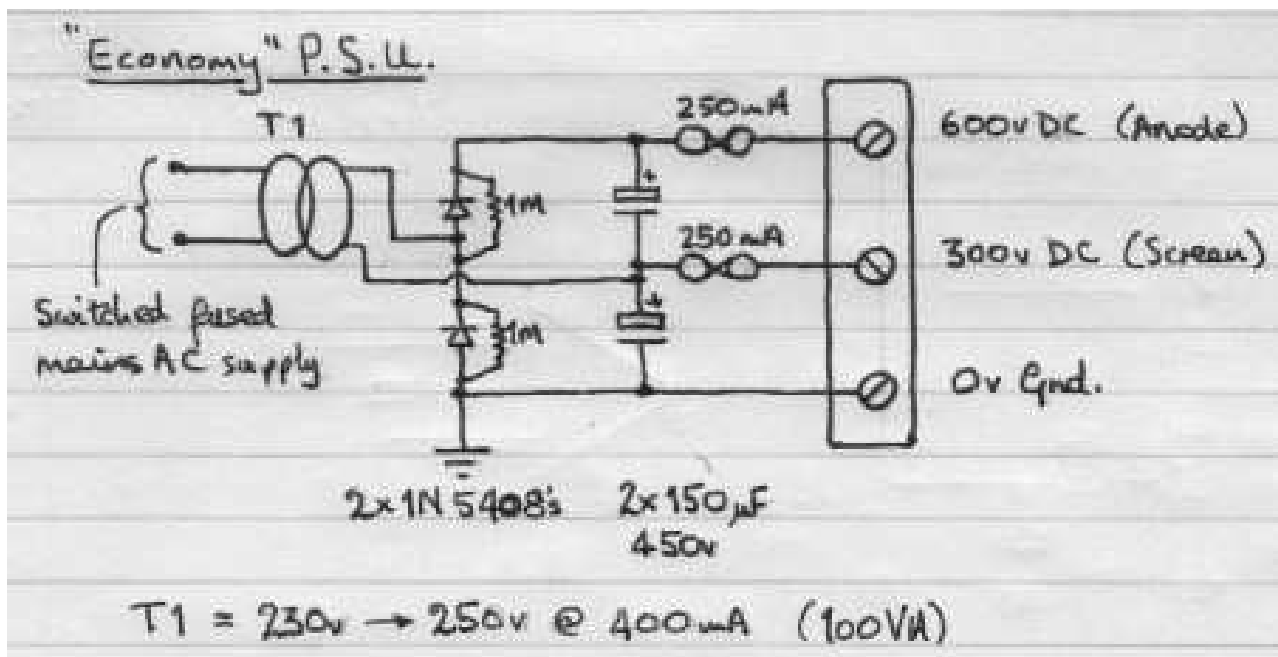 "Economy" P.S.U.
T1
250mA
600v DC (Anode)
1M
250mA
300v DC (Screen)
Switched fused
mains AC supply
1M
0v Gnd.
2x 1N 5408's
2x 150µF
450v
T1 = 230v → 250v @ 400mA (100VA)